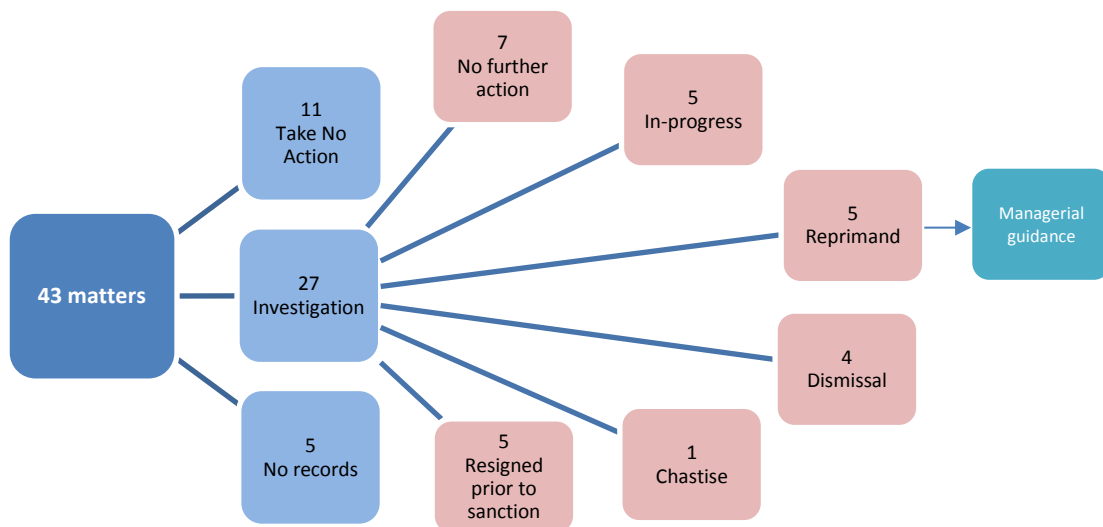 43 matters
11
Take No
Action
27
Investigation
5
No records
7
No further
action
5
In-progress
5
Reprimand
Managerial
guidance
4
Dismissal
1
Chastise
5
Resigned
prior to
sanction